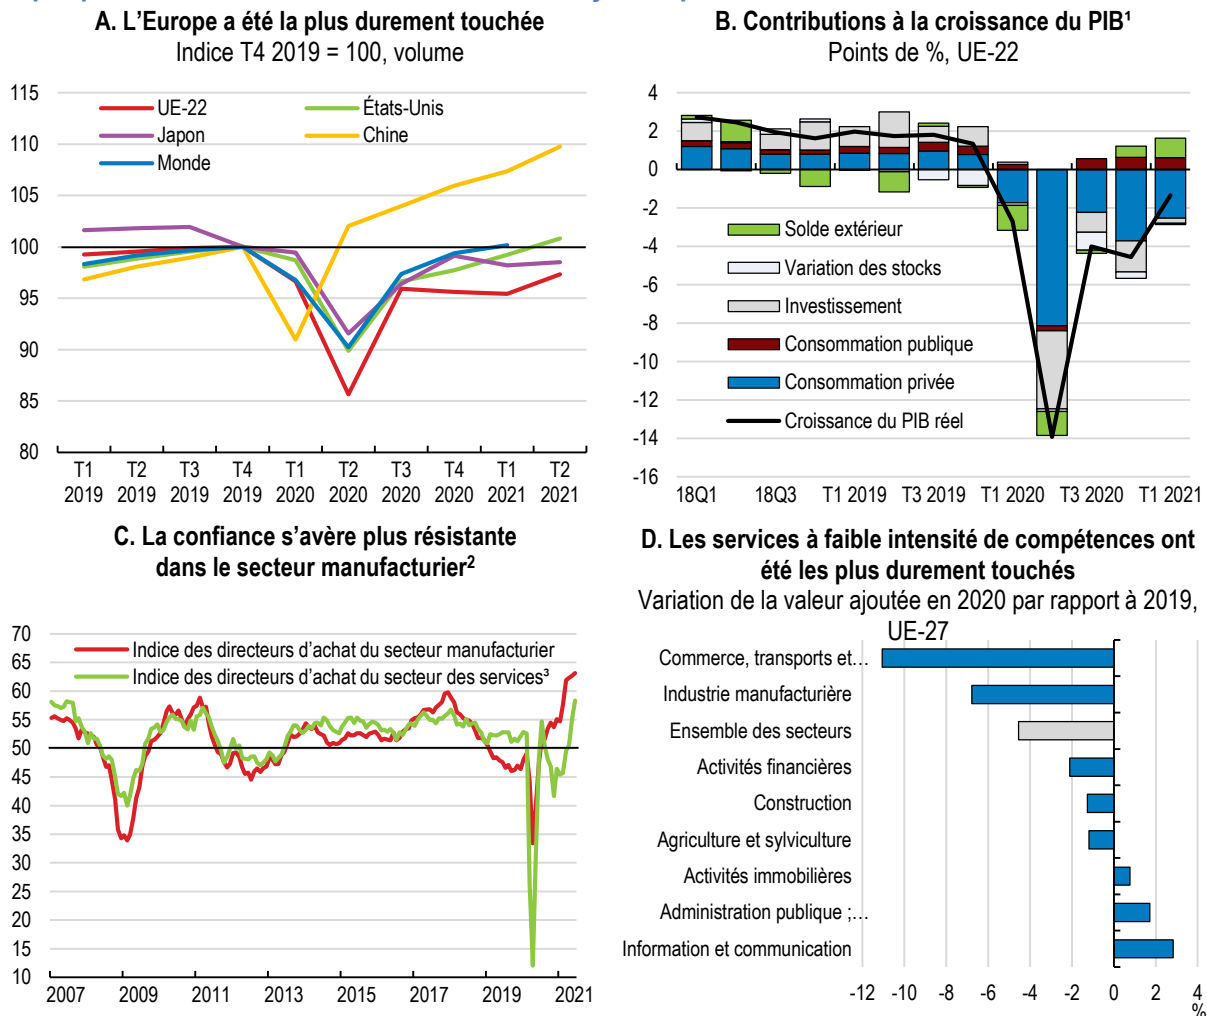 A. L’Europe a été la plus durement touchée
Indice T4 2019 = 100, volume
115
110
105
100
95
90
85
80
UE-22
États-Unis
Japon
Chine
Monde
T1 T2 T3 T4 T1 T2 T3 T4 T1 T2
2019 2019 2019 2019 2020 2020 2020 2020 2021 2021
B. Contributions à la croissance du PIB¹
Points de %, UE-22
4
2
0
-2
-4
-6
-8
-10
-12
-14
-16
Solde extérieur
Variation des stocks
Investissement
Consommation publique
Consommation privée
Croissance du PIB réel
18Q1 18Q3 T1 2019 T3 2019 T1 2020 T3 2020 T1 2021
C. La confiance s’avère plus résistante
dans le secteur manufacturier²
70
65
60
55
50
45
40
35
30
25
20
15
10
Indice des directeurs d’achat du secteur manufacturier
Indice des directeurs d’achat du secteur des services³
2007 2009 2011 2013 2015 2017 2019 2021
D. Les services à faible intensité de compétences ont
été les plus durement touchés
Variation de la valeur ajoutée en 2020 par rapport à 2019,
UE-27
Commerce, transports et…
Industrie manufacturière
Ensemble des secteurs
Activités financières
Construction
Agriculture et sylviculture
Activités immobilières
Administration publique ;…
Information et communication
-12 -10 -8 -6 -4 -2 0 2 4
%